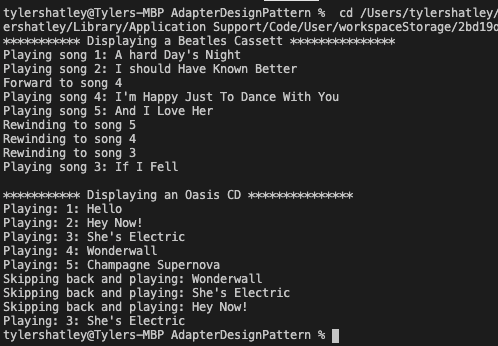 tylershatley@Tylers-MBP AdapterDesignPattern %  cd /Users/tylershatley/
ershatley/Library/Application Support/Code/User/workspaceStorage/2bd19d
*********** Displaying a Beatles Cassett ***************
Playing song 1: A hard Day's Night
Playing song 2: I should Have Known Better
Forward to song 4
Playing song 4: I'm Happy Just To Dance With You
Playing song 5: And I Love Her
Rewinding to song 5
Rewinding to song 4
Rewinding to song 3
Playing song 3: If I Fell

*********** Displaying an Oasis CD ***************
Playing: 1: Hello
Playing: 2: Hey Now!
Playing: 3: She's Electric
Playing: 4: Wonderwall
Playing: 5: Champagne Supernova
Skipping back and playing: Wonderwall
Skipping back and playing: She's Electric
Skipping back and playing: Hey Now!
Playing: 3: She's Electric
tylershatley@Tylers-MBP AdapterDesignPattern %